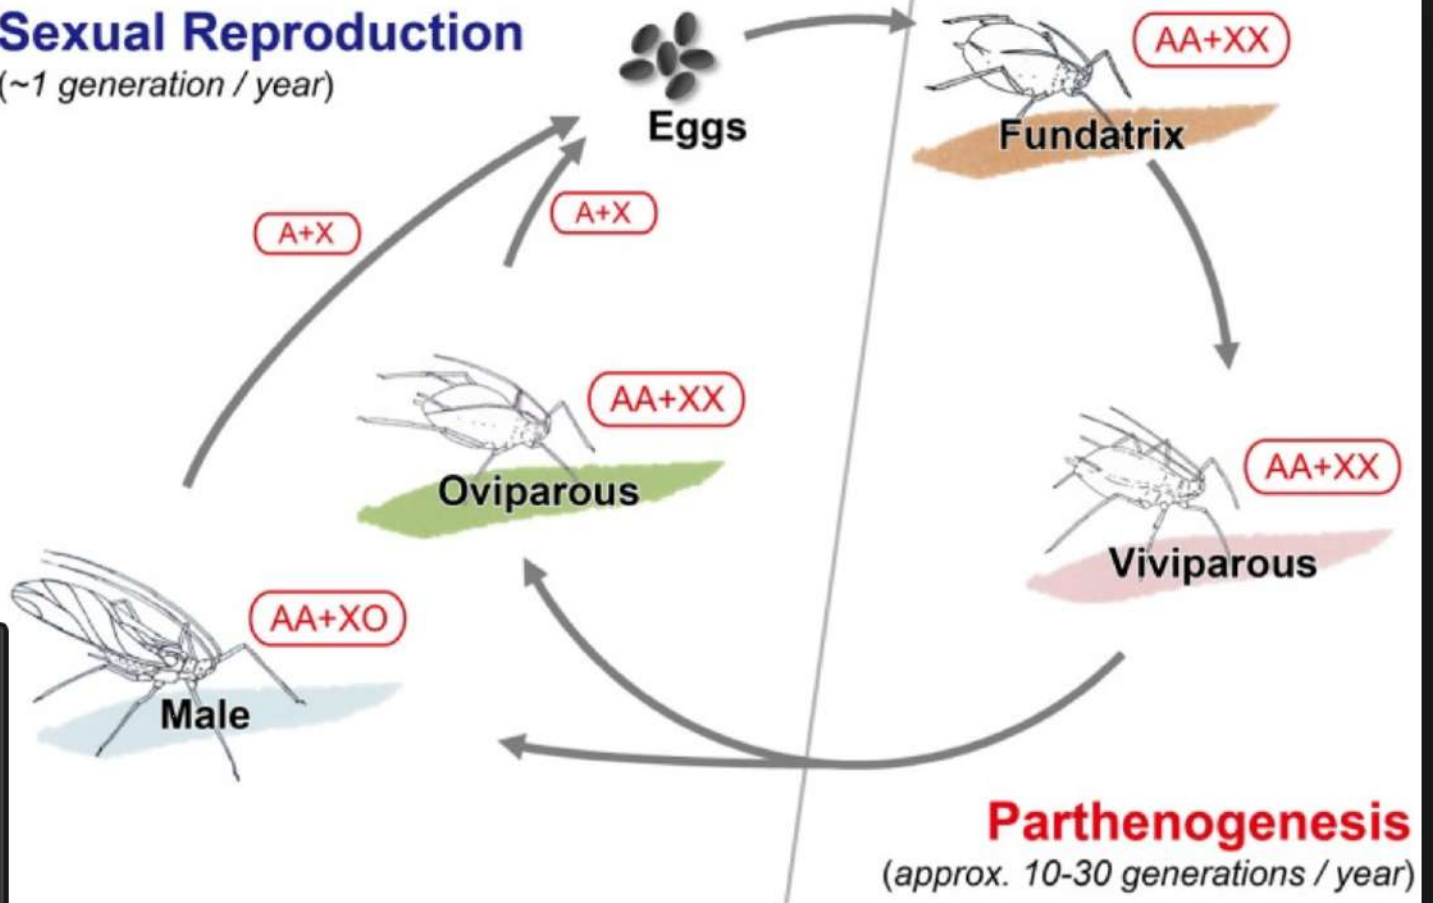 Sexual Reproduction
(~1 generation / year)
Eggs
AA+XX
Fundatrix
A+X
A+X
AA+XX
Oviparous
AA+XX
Viviparous
AA+XO
Male
Parthenogenesis
(approx. 10-30 generations / year)